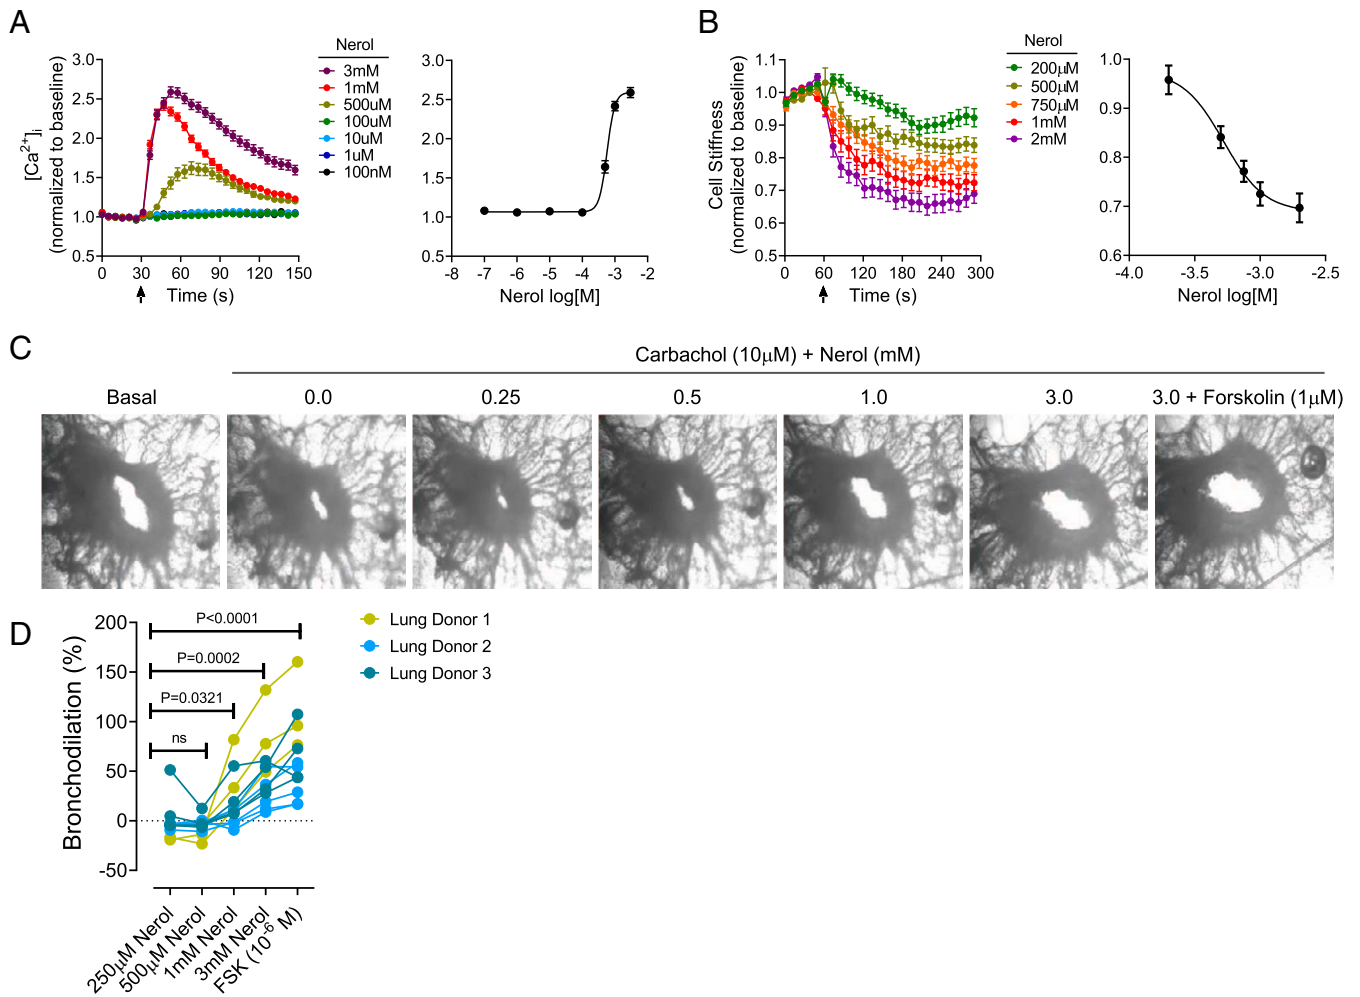 A
[Ca2+]i
(normalized to baseline)
3.0
2.5
2.0
1.5
1.0
0.5
0 30 60 90 120 150
Time (s)
Nerol
3mM
1mM
500uM
100uM
10uM
1uM
100nM
3.0
2.5
2.0
1.5
1.0
0.5
-8 -7 -6 -5 -4 -3 -2
Nerol log[M]
B
Cell Stiffness
(normalized to baseline)
1.1
1.0
0.9
0.8
0.7
0.6
0.5
0 60 120 180 240 300
Time (s)
Nerol
200μM
500μM
750μM
1mM
2mM
1.0
0.9
0.8
0.7
0.6
-4.0 -3.5 -3.0 -2.5
Nerol log[M]
C
Carbachol (10μM) + Nerol (mM)
Basal 0.0 0.25 0.5 1.0 3.0 3.0 + Forskolin (1μM)
D
Bronchodilation (%)
200
150
100
50
0
-50
P<0.0001
P=0.0002
P=0.0321
ns
Lung Donor 1
Lung Donor 2
Lung Donor 3
250μM Nerol
500μM Nerol
1mM Nerol
3mM Nerol
FSK (10-6 M)